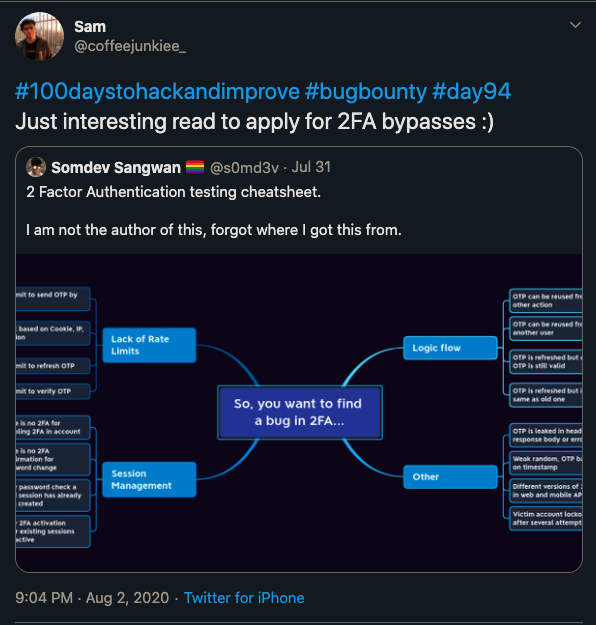 Sam
@coffeejunkiee_
#100daystohackandimprove #bugbounty #day94
Just interesting read to apply for 2FA bypasses :)
Somdev Sangwan @s0md3v · Jul 31
2 Factor Authentication testing cheatsheet.
I am not the author of this, forgot where I got this from.
mit to send OTP by
based on Cookie, IP,
mit to refresh OTP
mit to verify OTP
Lack of Rate
Limits
is no 2FA for
ling 2FA in account
is no 2FA
rmation for
word change
password check a
session has already
created
2FA activation
existing sessions
active
Session
Management
So, you want to find
a bug in 2FA...
Logic flow
OTP can be reused fr
other action
OTP can be reused fr
another user
OTP is refreshed but
OTP is still valid
OTP is refreshed but i
same as old one
Other
OTP is leaked in head
response body or erro
Weak random, OTP ba
on timestamp
Different versions of
in web and mobile AP
Victim account locko
after several attempt
9:04 PM · Aug 2, 2020 · Twitter for iPhone